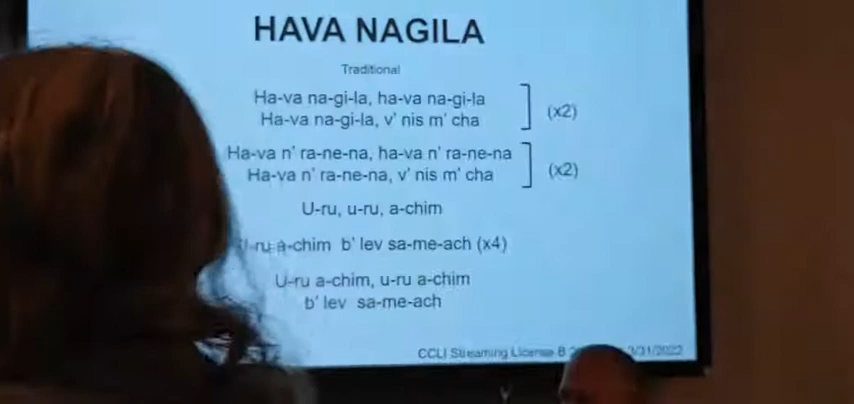 HAVA NAGILA
Traditional
Ha-va na-gi-la, ha-va na-gi-la
Ha-va na-gi-la, v' nis m' cha
(x2)
Ha-va n' ra-ne-na, ha-va n' ra-ne-na
Ha-va n' ra-ne-na, v' nis m' cha
(x2)
U-ru, u-ru, a-chim
a-chim b' lev sa-me-ach (x4)
U-ru a-chim, u-ru a-chim
b' lev sa-me-ach
CCLI Streaming License